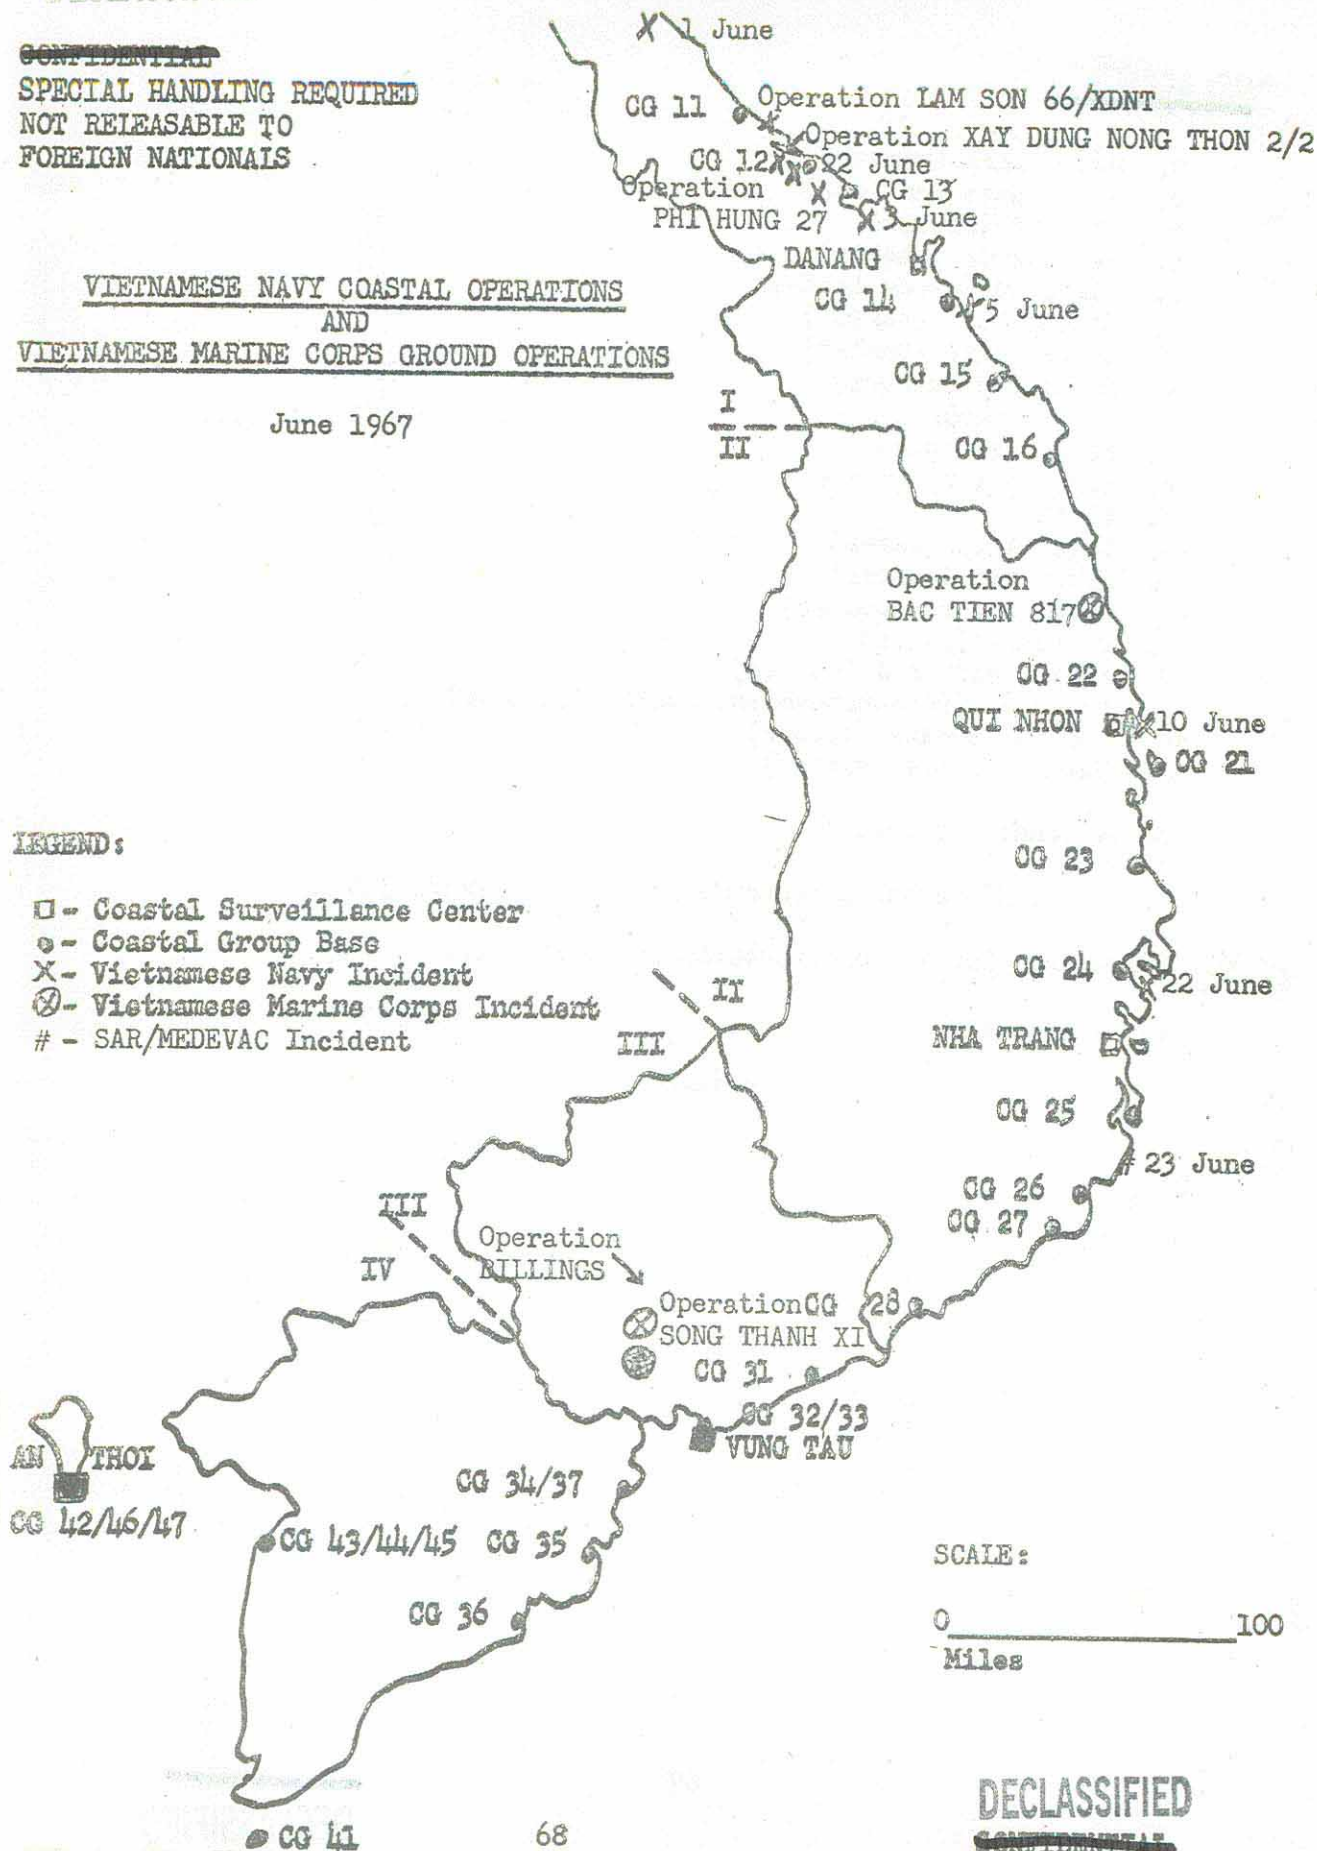 CONFIDENTIAL
SPECIAL HANDLING REQUIRED
NOT RELEASABLE TO
FOREIGN NATIONALS
VIETNAMESE NAVY COASTAL OPERATIONS
AND
VIETNAMESE MARINE CORPS GROUND OPERATIONS
June 1967
X 1 June
CG 11
Operation LAM SON 66/XDNT
Operation XAY DUNG NONG THON 2/2
CG 12
22 June
Operation
PHI HUNG 27
CG 13
3 June
DANANG
CG 14
5 June
CG 15
I
II
CG 16
Operation
BAC TIEN 817
CG 22
QUI NHON
10 June
CG 21
CG 23
LEGEND:
- Coastal Surveillance Center
- Coastal Group Base
X- Vietnamese Navy Incident
- Vietnamese Marine Corps Incident
# - SAR/MEDEVAC Incident
CG 24
22 June
II
III
NHA TRANG
CG 25
# 23 June
CG 26
CG 27
III
IV
Operation
BILLINGS
Operation
SONG THANH XI
CG 28
CG 31
CG 32/33
VUNG TAU
AN THOI
CG 42/46/47
CG 34/37
CG 43/44/45
CG 35
CG 36
SCALE:
0 100
Miles
CG 41
68
DECLASSIFIED
CONFIDENTIAL